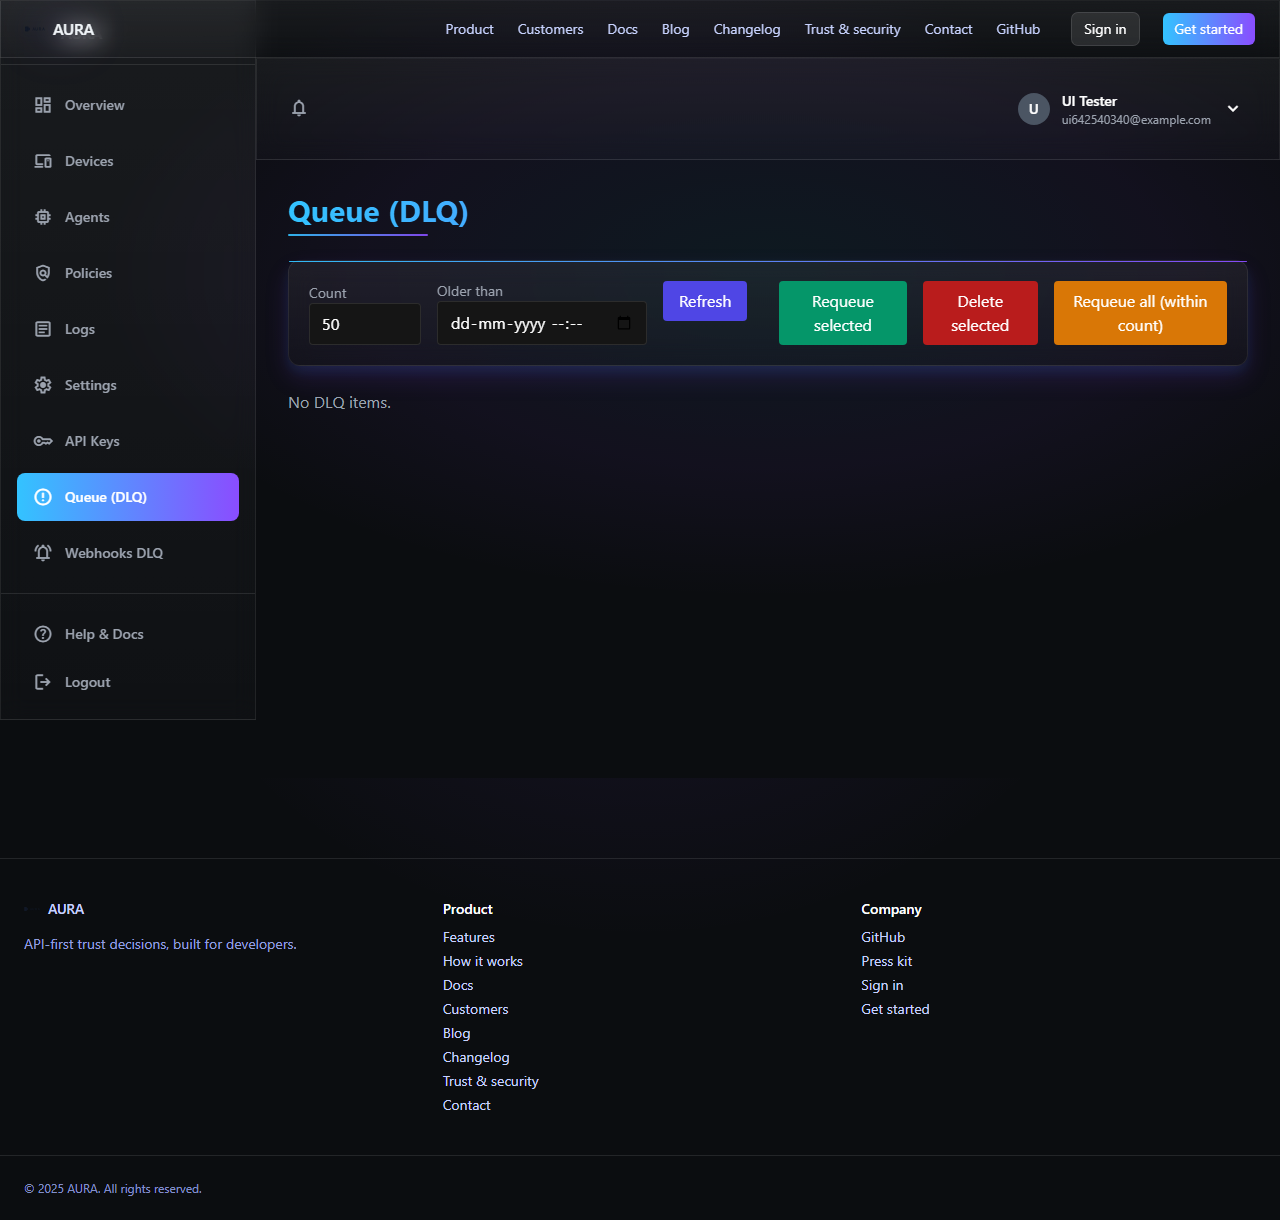 AURA
Product
Customers
Docs
Blog
Changelog
Trust & security
Contact
GitHub
Sign in
Get started
Overview
Devices
Agents
Policies
Logs
Settings
API Keys
Queue (DLQ)
Webhooks DLQ
Help & Docs
Logout
U
UI Tester
ui642540340@example.com
Queue (DLQ)
Count
50
Older than
dd-mm-yyyy --:--
Refresh
Requeue
selected
Delete
selected
Requeue all (within
count)
No DLQ items.
AURA
API-first trust decisions, built for developers.
Product
Features
How it works
Docs
Customers
Blog
Changelog
Trust & security
Contact
Company
GitHub
Press kit
Sign in
Get started
© 2025 AURA. All rights reserved.